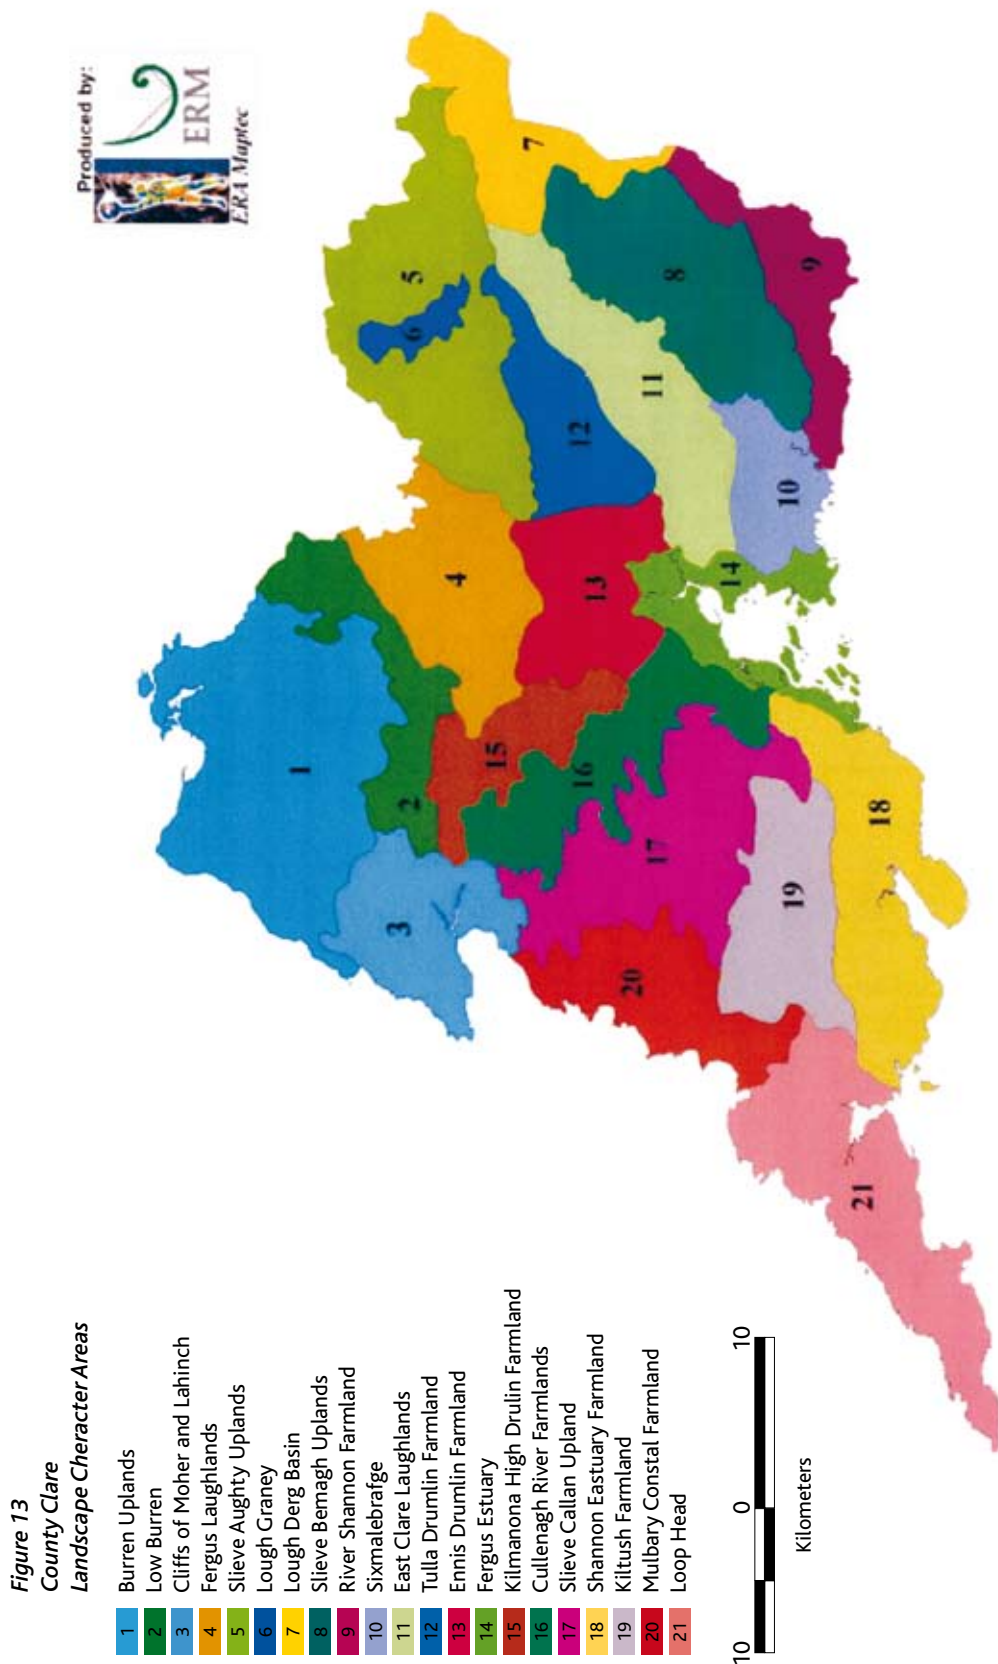 Figure 13
County Clare
Landscape Cheracter Areas
1 Burren Uplands
2 Low Burren
3 Cliffs of Moher and Lahinch
4 Fergus Laughlands
5 Slieve Aughty Uplands
6 Lough Graney
7 Lough Derg Basin
8 Slieve Bemagh Uplands
9 River Shannon Farmland
10 Sixmalebrafge
11 East Clare Laughlands
12 Tulla Drumlin Farmland
13 Ennis Drumlin Farmland
14 Fergus Estuary
15 Kilmanona High Drulin Farmland
16 Cullenagh River Farmlands
17 Slieve Callan Upland
18 Shannon Eastuary Farmland
19 Kiltush Farmland
20 Mulbary Constal Farmland
21 Loop Head
10 0 10
Kilometers
Produced by:
ERM
ERA Maptec
1
2
3
4
5
6
7
8
9
10
11
12
13
14
15
16
17
18
19
20
21